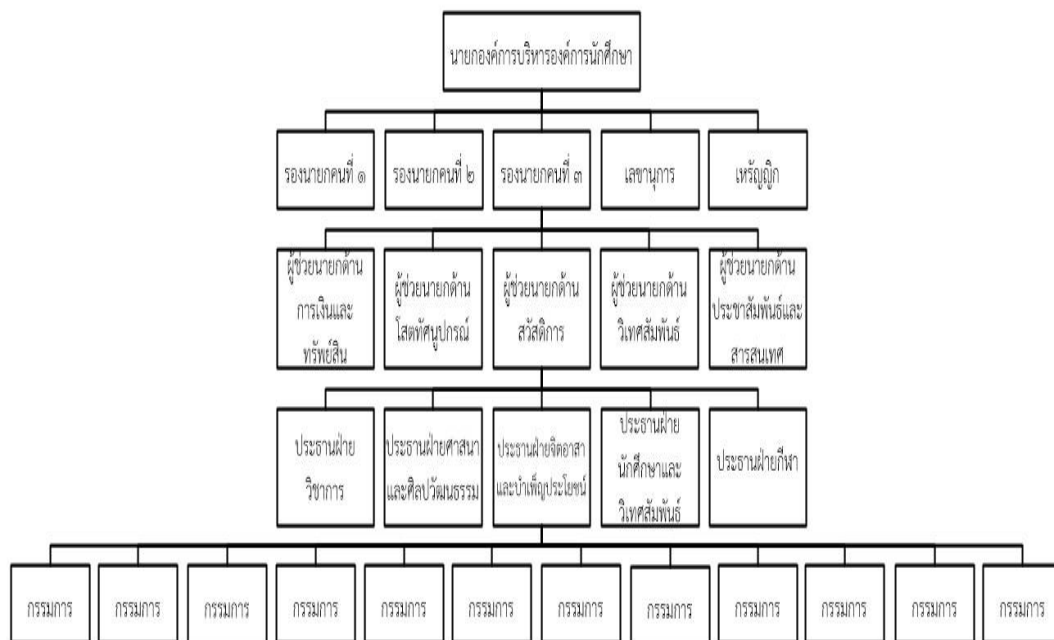 นายกองค์การบริหารองค์การนักศึกษา
รองนายกคนที่ ๑
รองนายกคนที่ ๒
รองนายกคนที่ ๓
เลขานุการ
เหรัญญิก
ผู้ช่วยนายกด้าน
การเงินและ
ทรัพย์สิน
ผู้ช่วยนายกด้าน
โสตทัศนูปกรณ์
ผู้ช่วยนายกด้าน
สวัสดิการ
ผู้ช่วยนายกด้าน
วิเทศสัมพันธ์
ผู้ช่วยนายกด้าน
ประชาสัมพันธ์และ
สารสนเทศ
ประธานฝ่าย
วิชาการ
ประธานฝ่ายศาสนา
และศิลปวัฒนธรรม
ประธานฝ่ายจิตอาสา
และบำเพ็ญประโยชน์
ประธานฝ่าย
นักศึกษาและ
วิเทศสัมพันธ์
ประธานฝ่ายกีฬา
กรรมการ
กรรมการ
กรรมการ
กรรมการ
กรรมการ
กรรมการ
กรรมการ
กรรมการ
กรรมการ
กรรมการ
กรรมการ
กรรมการ